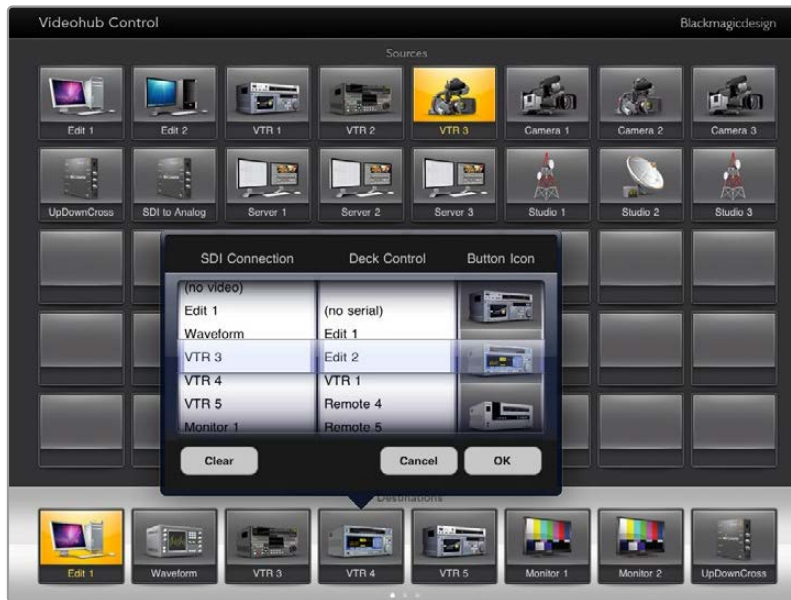 Videohub Control
Blackmagicdesign
Sources
Edit 1
Edit 2
VTR 1
VTR 2
VTR 3
Camera 1
Camera 2
Camera 3
UpDownCross
SDI to Analog
Server 1
Server 2
Server 3
Studio 1
Studio 2
Studio 3
SDI Connection
Deck Control
Button Icon
(no video)
Edit 1
(no serial)
Waveform
Edit 1
VTR 3
Edit 2
VTR 4
VTR 1
VTR 5
Remote 4
Monitor 1
Remote 5
Clear
Cancel
OK
Destinations
Edit 1
Waveform
VTR 3
VTR 4
VTR 5
Monitor 1
Monitor 2
UpDownCross